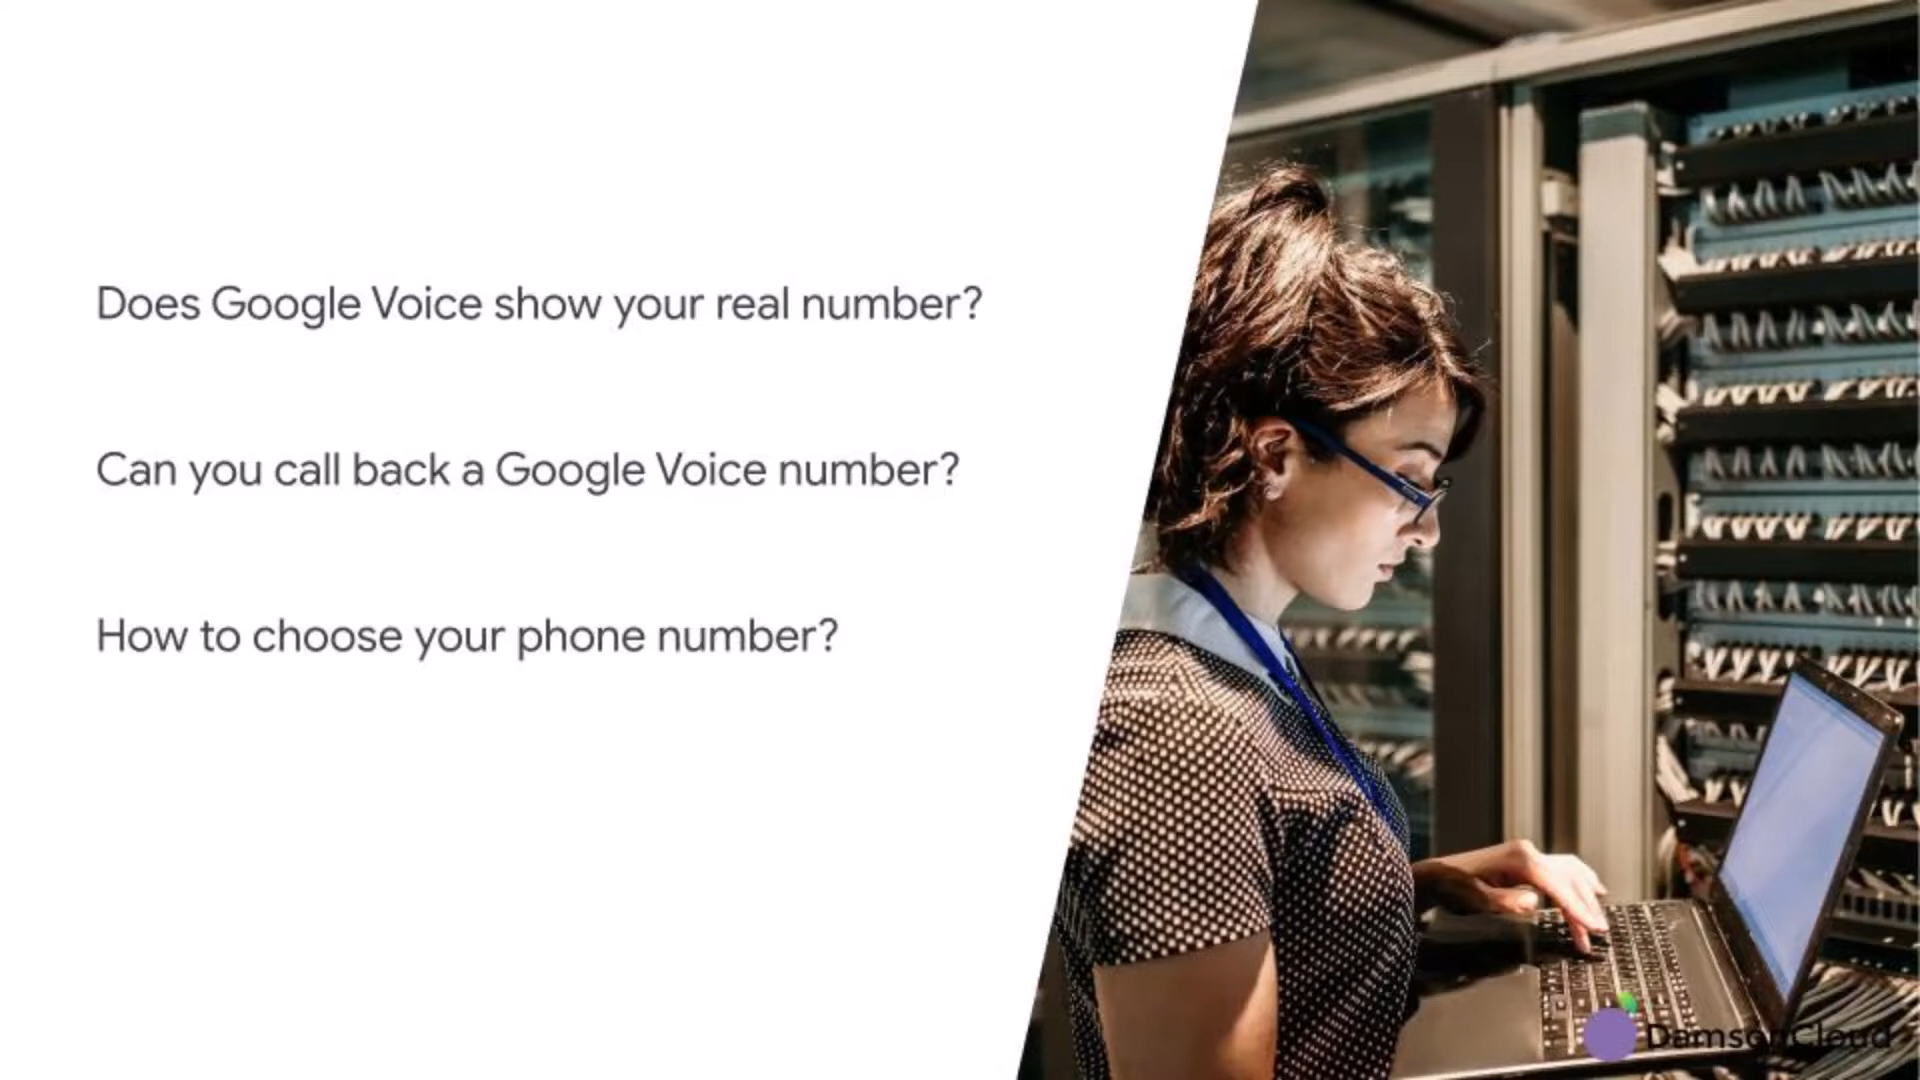 Does Google Voice show your real number?
Can you call back a Google Voice number?
How to choose your phone number?
DamsonCloud